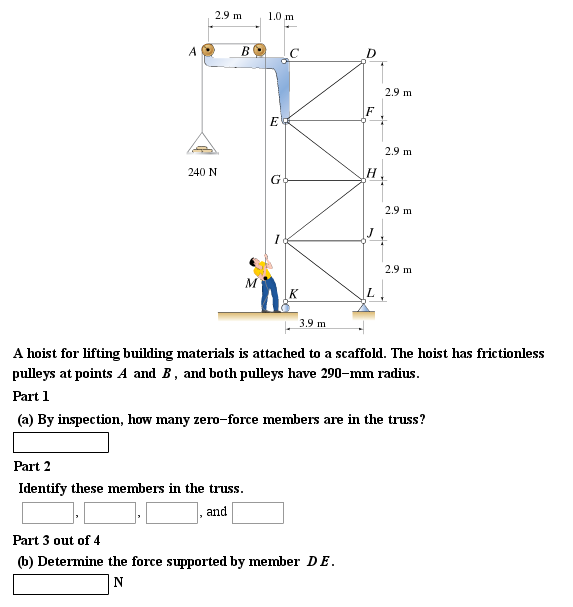 2.9 m 1.0 m
A B C D
2.9 m
F
E
2.9 m
240 N
G H
2.9 m
I J
2.9 m
M K L
3.9 m
A hoist for lifting building materials is attached to a scaffold. The hoist has frictionless
pulleys at points A and B, and both pulleys have 290-mm radius.
Part 1
(a) By inspection, how many zero-force members are in the truss?
Part 2
Identify these members in the truss.
, , , and
Part 3 out of 4
(b) Determine the force supported by member DE.
N